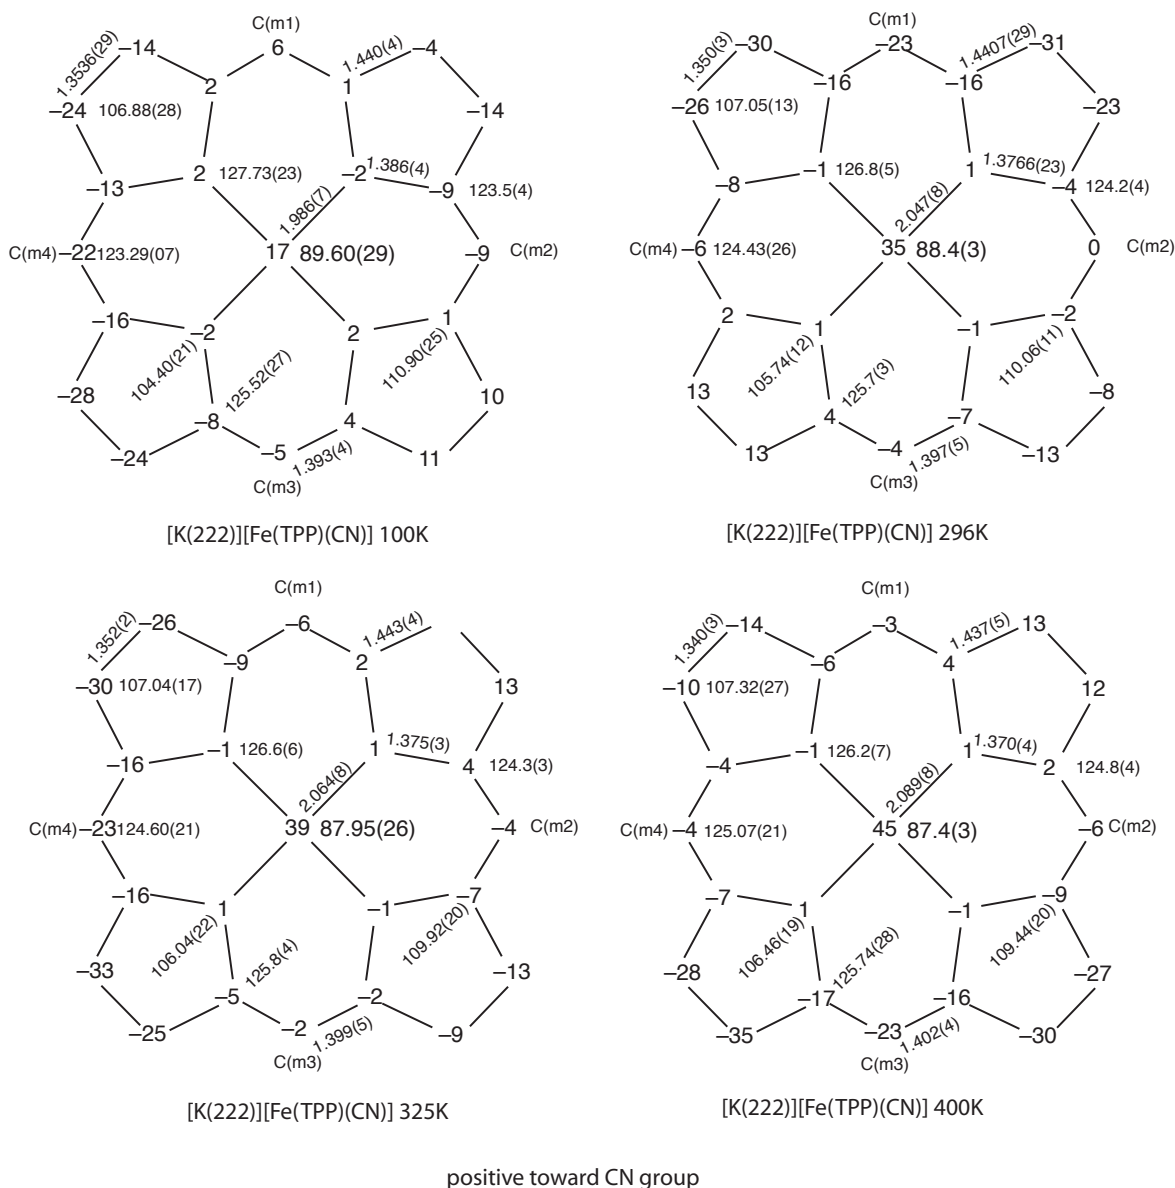 C(m1)
–14 6 1.440(4) –4
1.3536(29) 2 1
–24 106.88(28) –14
–13 2 127.73(23) –2 1.386(4) –9 123.5(4)
1.986(7)
C(m4) –22 123.29(07) 17 89.60(29) –9 C(m2)
–16 –2 2 1
104.40(21) 125.52(27) 110.90(25)
–28 10
–8 4
–24 –5 1.393(4) 11
C(m3)
[K(222)][Fe(TPP)(CN)] 100K
C(m1)
–30 –23 1.4407(29) –31
1.350(3) –16 –16
–26 107.05(13) –23
–8 –1 126.8(5) 1 1.3766(23) –4 124.2(4)
2.047(8)
C(m4) –6 124.43(26) 35 88.4(3) 0 C(m2)
2 1 –1 –2
105.74(12) 125.7(3) 110.06(11)
13 –8
4 –7
13 –4 1.397(5) –13
C(m3)
[K(222)][Fe(TPP)(CN)] 296K
C(m1)
–26 –6 1.443(4)
1.352(2) –9 2
–30 107.04(17) 13
–16 –1 126.6(6) 1 1.375(3) 4 124.3(3)
2.064(8)
C(m4) –23 124.60(21) 39 87.95(26) –4 C(m2)
–16 1 –1 –7
106.04(22) 125.8(4) 109.92(20)
–33 –13
–5 –2
–25 –2 1.399(5) –9
C(m3)
[K(222)][Fe(TPP)(CN)] 325K
C(m1)
–14 –3 1.437(5) 13
1.340(3) –6 4
–10 107.32(27) 12
–4 –1 126.2(7) 1 1.370(4) 2 124.8(4)
2.089(8)
C(m4) –4 125.07(21) 45 87.4(3) –6 C(m2)
–7 1 –1 –9
106.46(19) 125.74(28) 109.44(20)
–28 –27
–17 –16
–35 –23 1.402(4) –30
C(m3)
[K(222)][Fe(TPP)(CN)] 400K
positive toward CN group